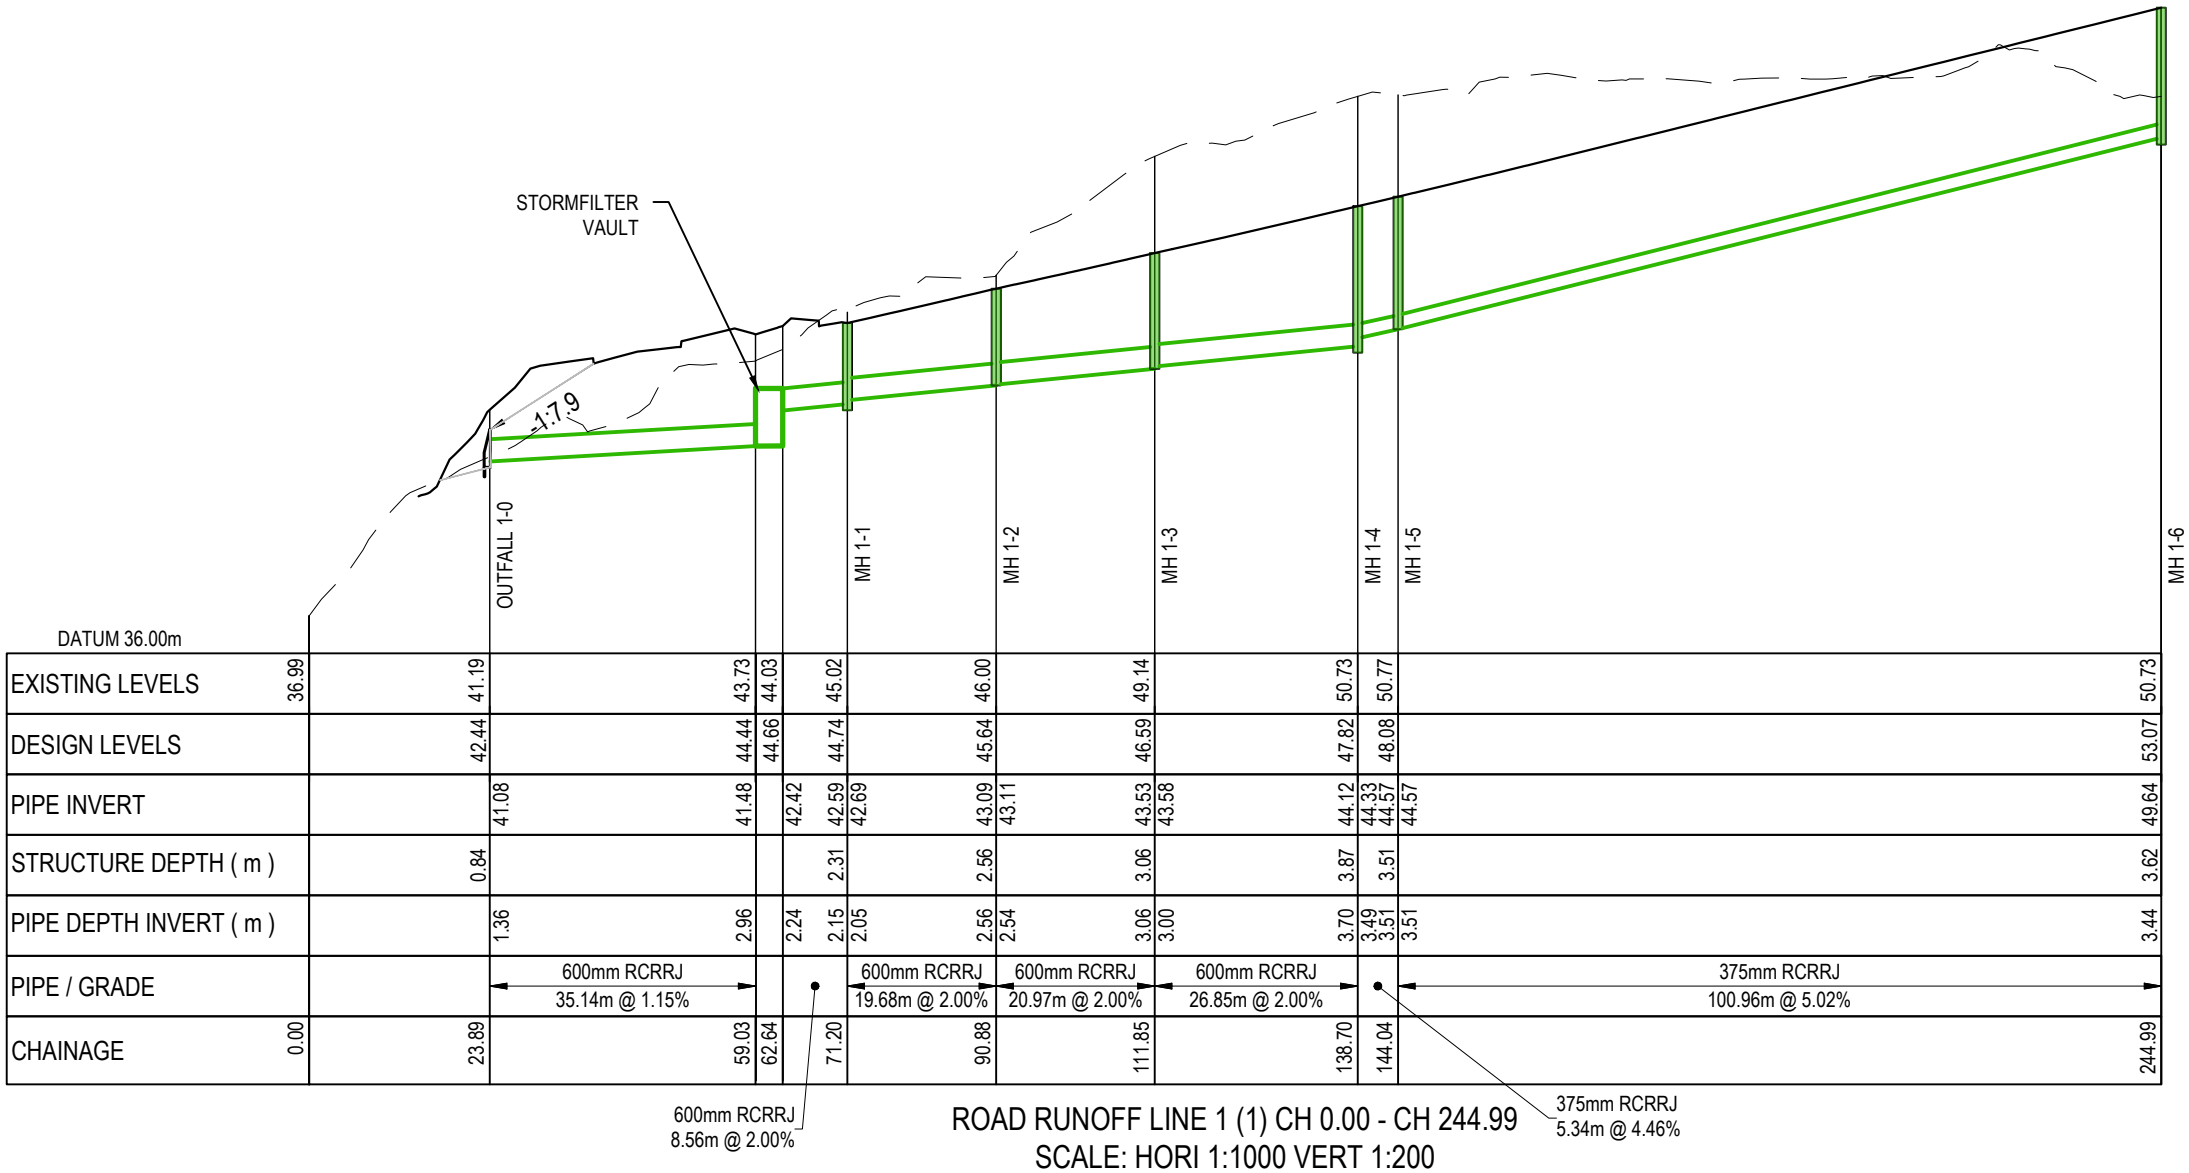 STORMFILTER
VAULT
-1:7.9
OUTFALL 1-0
MH 1-1
MH 1-2
MH 1-3
MH 1-4
MH 1-5
MH 1-6
DATUM 36.00m
EXISTING LEVELS 36.99 41.19 43.73 44.03 45.02 46.00 49.14 50.73 50.77 50.73
DESIGN LEVELS 42.44 44.44 44.66 44.74 45.64 46.59 47.82 48.08 53.07
PIPE INVERT 41.08 41.48 42.42 42.59 42.69 43.09 43.11 43.53 43.58 44.12 44.33 44.57 44.57 49.64
STRUCTURE DEPTH ( m ) 0.84 2.31 2.56 3.06 3.87 3.51 3.62
PIPE DEPTH INVERT ( m ) 1.36 2.96 2.24 2.15 2.05 2.56 2.54 3.06 3.00 3.70 3.49 3.51 3.51 3.44
PIPE / GRADE
600mm RCRRJ
35.14m @ 1.15%
600mm RCRRJ
19.68m @ 2.00%
600mm RCRRJ
20.97m @ 2.00%
600mm RCRRJ
26.85m @ 2.00%
375mm RCRRJ
100.96m @ 5.02%
CHAINAGE 0.00 23.89 59.03 62.64 71.20 90.88 111.85 138.70 144.04 244.99
600mm RCRRJ
8.56m @ 2.00%
375mm RCRRJ
5.34m @ 4.46%
ROAD RUNOFF LINE 1 (1) CH 0.00 - CH 244.99
SCALE: HORI 1:1000 VERT 1:200